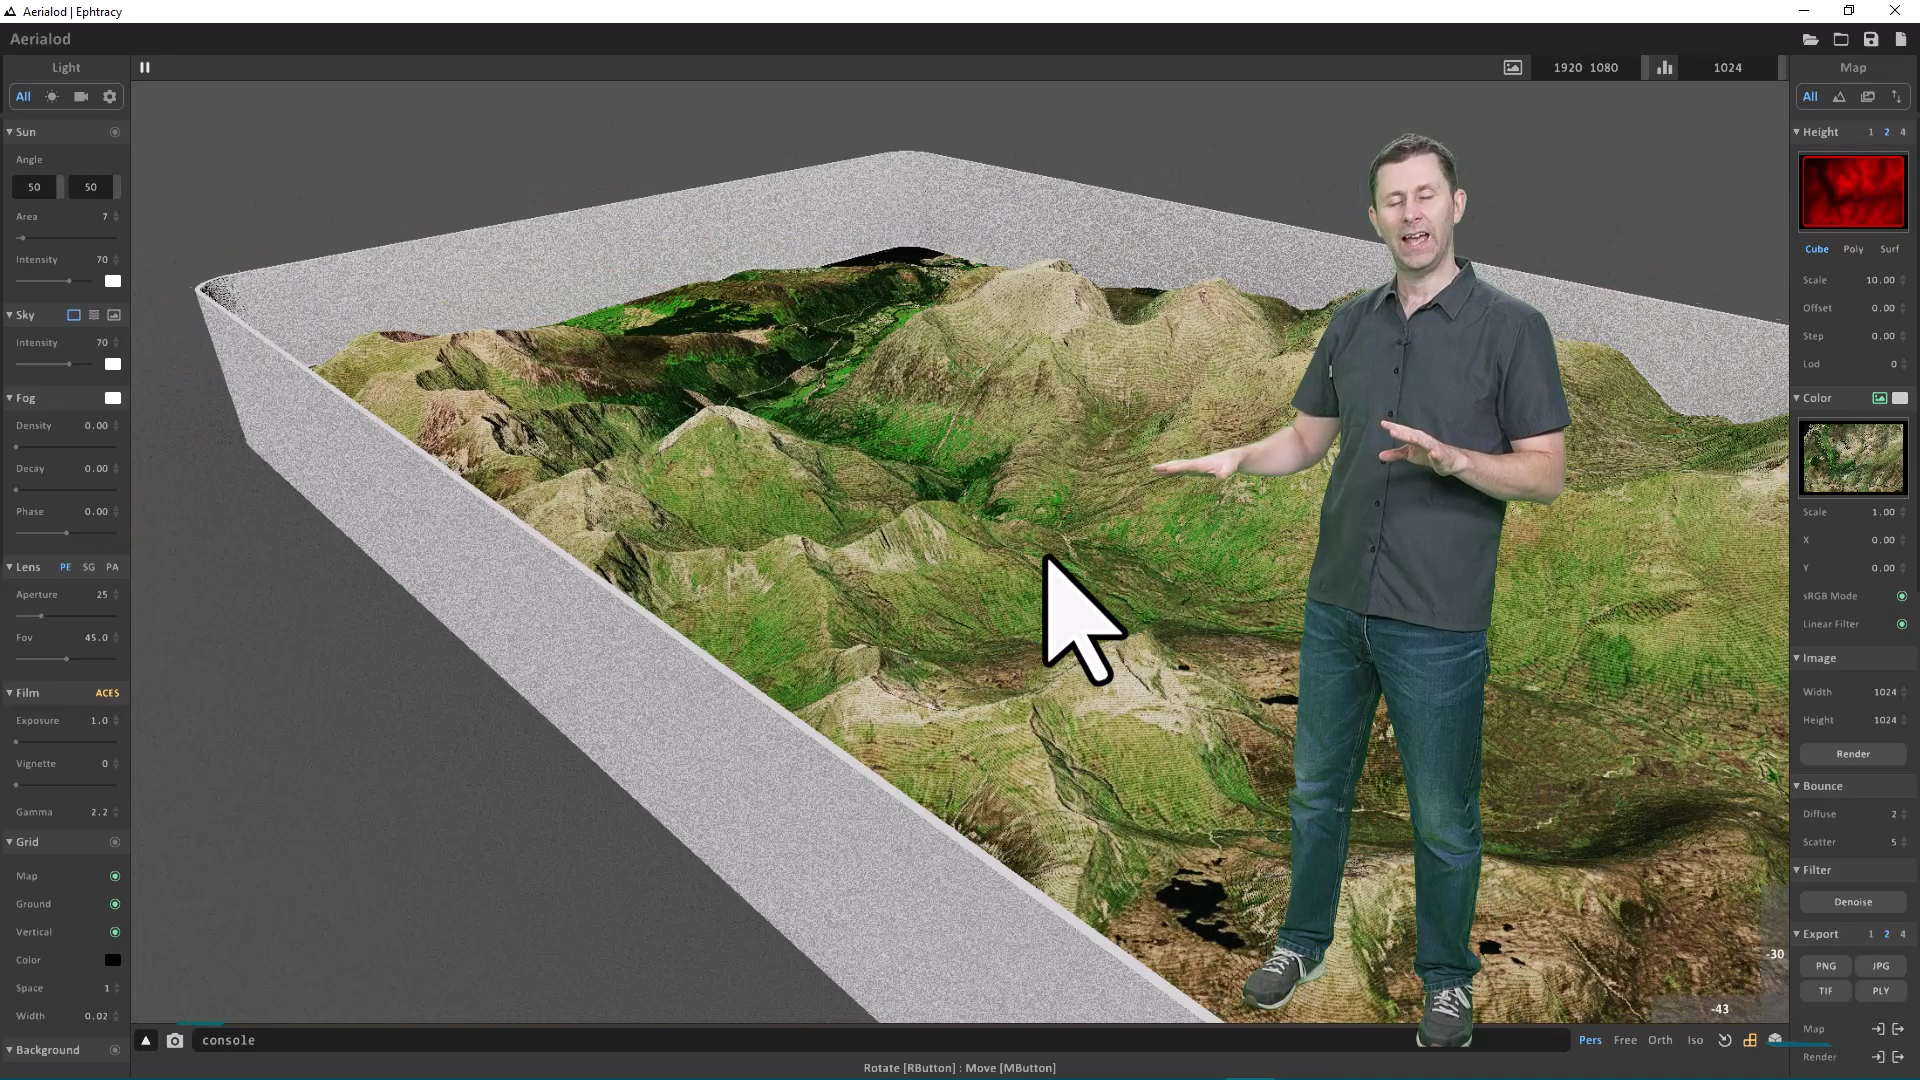 Aerialod | Ephtracy
Aerialod
Light
1920 1080
1024
Map
All
All
Sun
Angle
50 50
Area 7
Intensity 70
Sky
Intensity 70
Fog
Density 0.00
Decay 0.00
Phase 0.00
Lens PE SG PA
Aperture 25
Fov 45.0
Film ACES
Exposure 1.0
Vignette 0
Gamma 2.2
Grid
Map
Ground
Vertical
Color
Space 1
Width 0.02
Background
Height 1 2 4
Cube Poly Surf
Scale 10.00
Offset 0.00
Step 0.00
Lod 0
Color
Scale 1.00
X 0.00
Y 0.00
sRGB Mode
Linear Filter
Image
Width 1024
Height 1024
Render
Bounce
Diffuse 2
Scatter 5
Filter
Denoise
Export 1 2 4
PNG JPG
TIF PLY
Map
Render
-30
-43
console
Pers Free Orth Iso
Rotate [RButton] : Move [MButton]